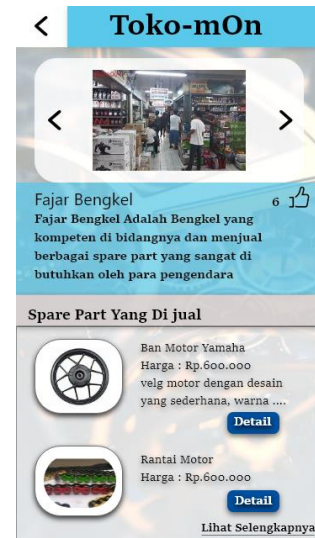 Toko-mOn
Fajar Bengkel
6
Fajar Bengkel Adalah Bengkel yang
kompeten di bidangnya dan menjual
berbagai spare part yang sangat di
butuhkan oleh para pengendara
Spare Part Yang Di jual
Ban Motor Yamaha
Harga : Rp.600.000
velg motor dengan desain
yang sederhana, warna ....
Detail
Rantai Motor
Harga : Rp.600.000
Detail
Lihat Selengkapnya